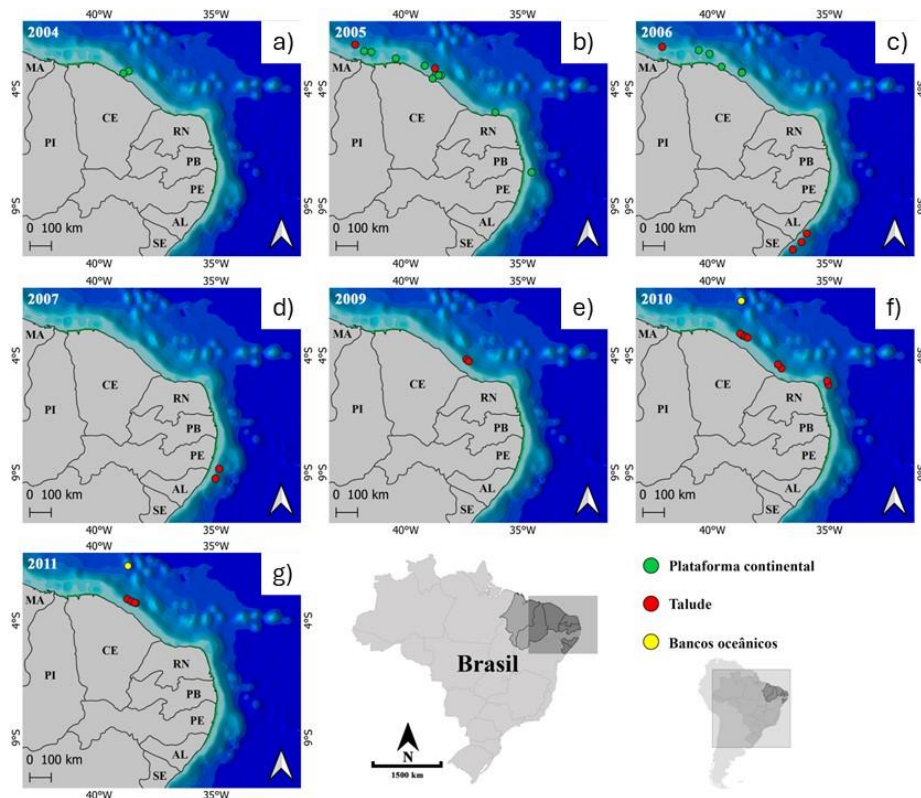 2004
a)
MA
PI
CE
RN
PB
PE
AL
SE
4°S
9°S
0 100 km
40°W
35°W
2005
b)
MA
PI
CE
RN
PB
PE
AL
SE
4°S
9°S
0 100 km
40°W
35°W
2006
c)
MA
PI
CE
RN
PB
PE
AL
SE
4°S
9°S
0 100 km
40°W
35°W
2007
d)
MA
PI
CE
RN
PB
PE
AL
SE
4°S
9°S
0 100 km
40°W
35°W
2009
e)
MA
PI
CE
RN
PB
PE
AL
SE
4°S
9°S
0 100 km
40°W
35°W
2010
f)
MA
PI
CE
RN
PB
PE
AL
SE
4°S
9°S
0 100 km
40°W
35°W
2011
g)
MA
PI
CE
RN
PB
PE
AL
SE
4°S
9°S
0 100 km
40°W
35°W
Brasil
N
1500 km
Plataforma continental
Talude
Bancos oceânicos